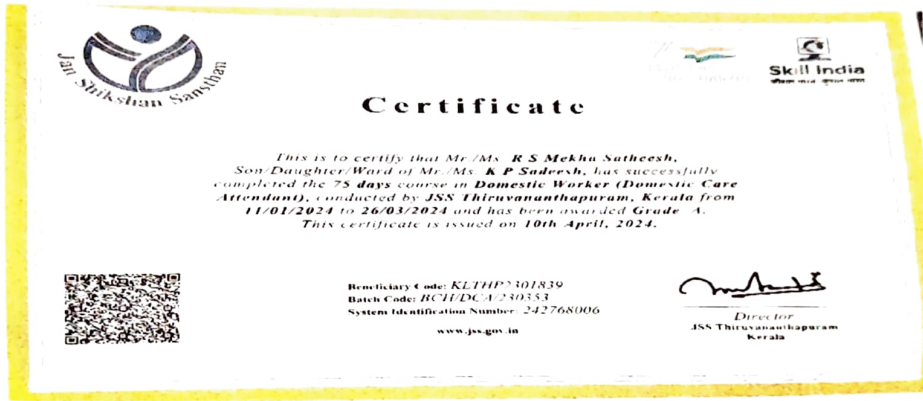 Jan Shikshan Sansthan
Skill India
Certificate
This is to certify that Mr./Ms. R S Mekha Satheesh,
Son/Daughter/Ward of Mr./Ms. K P Sadeesh, has successfully
completed the 75 days course in Domestic Worker (Domestic Care
Attendant), conducted by JSS Thiruvananthapuram, Kerala from
11/01/2024 to 26/03/2024 and has been awarded Grade A.
This certificate is issued on 10th April, 2024.
Beneficiary Code: KLTHP2301839
Batch Code: BCH/DCA/230353
System Identification Number 242768006
www.jss.gov.in
Director
JSS Thiruvananthapuram
Kerala